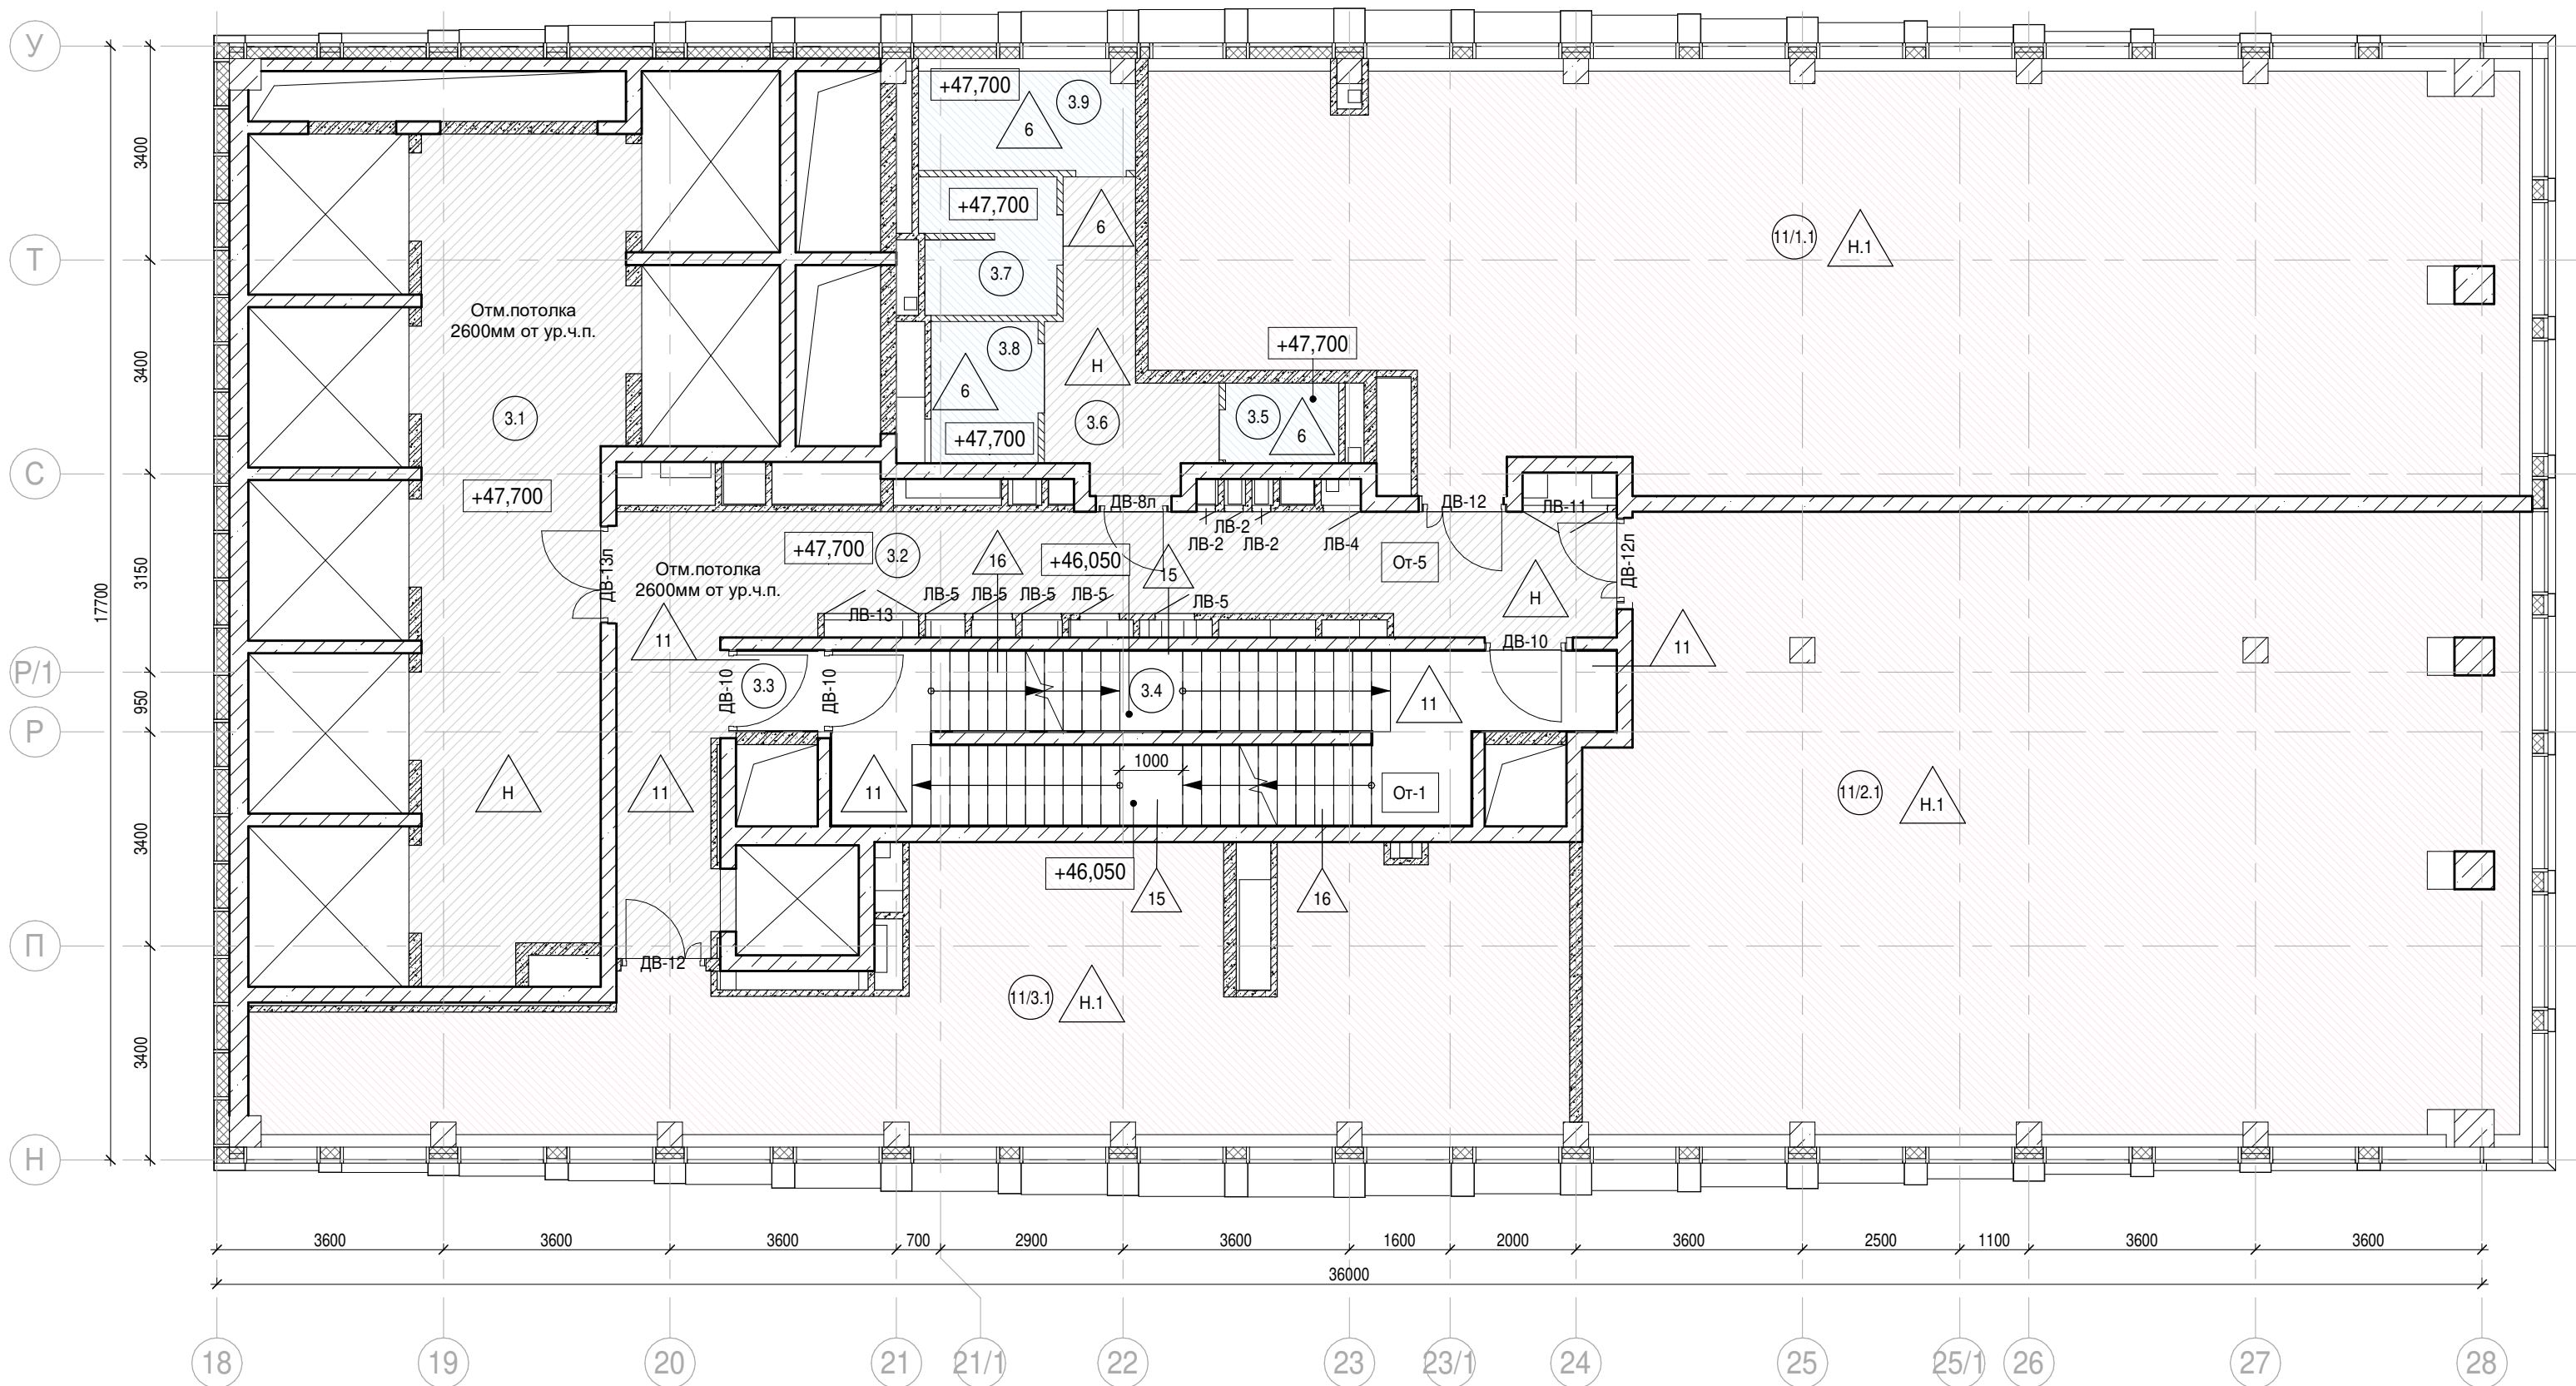 У
Т
С
Р/1
Р
П
Н
3400
3400
3150
950
3400
3400
17700
+47,700
3.9
6
+47,700
6
3.7
11/1.1
Н.1
Отм.потолка
2600мм от ур.ч.п.
3.8
+47,700
Н
6
3.1
3.6
3.5
6
+47,700
+47,700
ДВ-8л
ДВ-12
ЛВ-11
ЛВ-2
ЛВ-2
ЛВ-2
ЛВ-4
+47,700
3.2
16
+46,050
15
От-5
ДВ-12л
ДВ-13л
Отм.потолка
2600мм от ур.ч.п.
Н
ЛВ-5
ЛВ-5
ЛВ-5
ЛВ-5
ЛВ-5
ЛВ-13
11
ДВ-10
11
ДВ-10
3.3
ДВ-10
3.4
11
1000
Н
11
11
От-1
11/2.1
Н.1
+46,050
15
16
ДВ-12
11/3.1
Н.1
3600
3600
3600
700
2900
3600
1600
2000
3600
2500
1100
3600
3600
36000
18
19
20
21
21/1
22
23
23/1
24
25
25/1
26
27
28